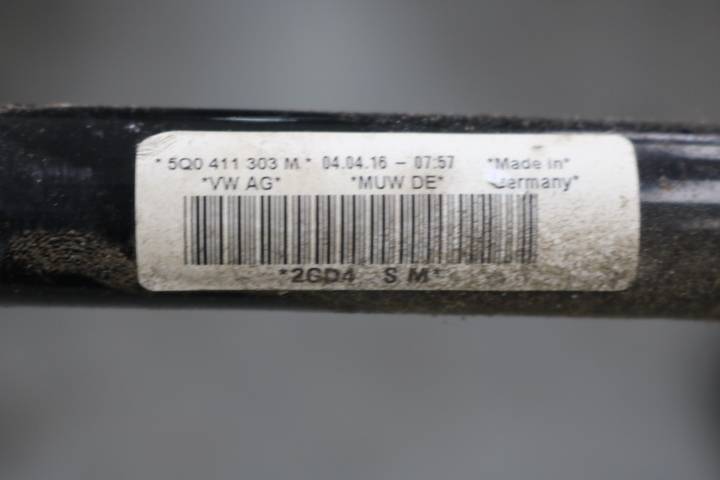 * 5Q0 411 303 M * 04.04.16 - 07:57 *Made in*
*VW AG* *MUW DE* Germany*
*2GD4 S M*